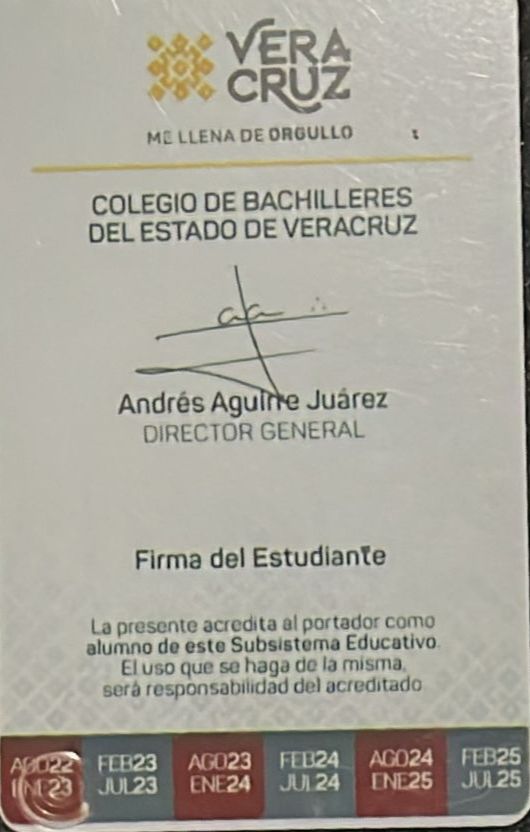 VERA
CRUZ
ME LLENA DE ORGULLO
COLEGIO DE BACHILLERES
DEL ESTADO DE VERACRUZ
Andrés Aguirre Juárez
DIRECTOR GENERAL
Firma del Estudiante
La presente acredita al portador como
alumno de este Subsistema Educativo.
El uso que se haga de la misma,
será responsabilidad del acreditado
AGO22 FEB23 AGO23 FEB24 AGO24 FEB25
ENE23 JUL23 ENE24 JUL24 ENE25 JUL25